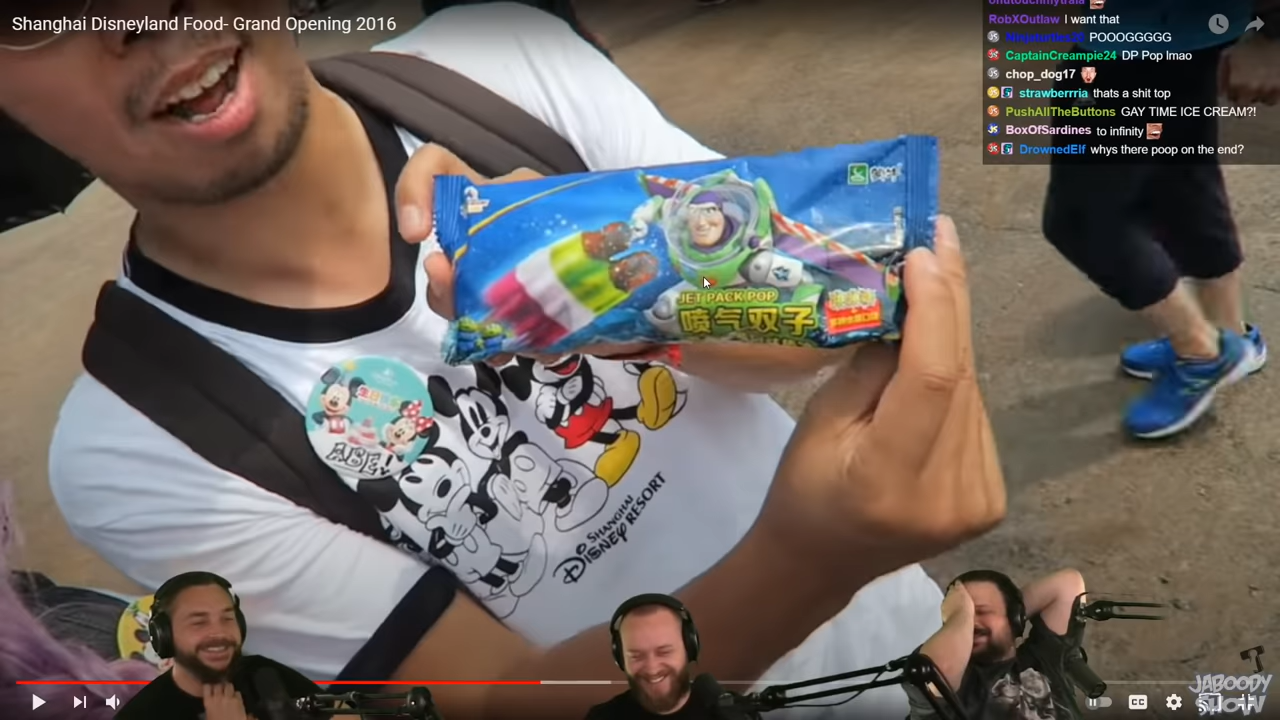 Shanghai Disneyland Food- Grand Opening 2016
RobXOutlaw I want that
POOOGGGGG
CaptainCreampie24 DP Pop lmao
chop_dog17
strawberrria thats a shit top
PushAllTheButtons GAY TIME ICE CREAM?!
BoxOfSardines to infinity
DrownedElf whys there poop on the end?
JET PACK POP
喷气双子
ABE!
SHANGHAI
DISNEY RESORT
CC
JABOODY
SHOW